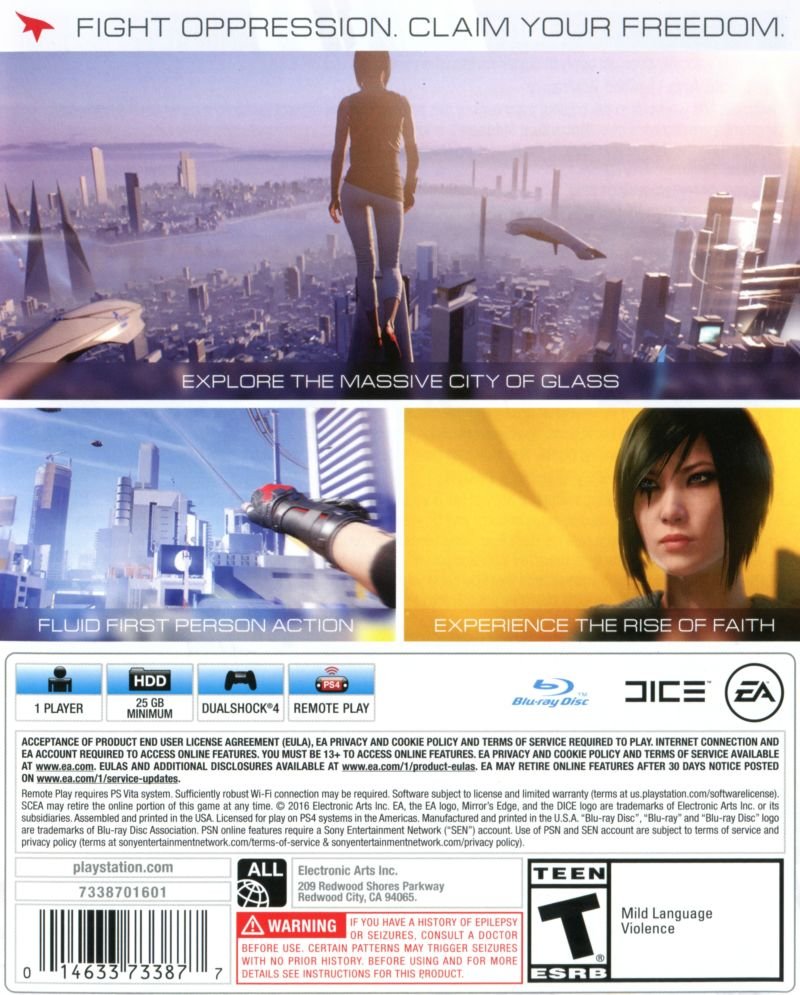 FIGHT OPPRESSION. CLAIM YOUR FREEDOM.
EXPLORE THE MASSIVE CITY OF GLASS
FLUID FIRST PERSON ACTION
EXPERIENCE THE RISE OF FAITH
1 PLAYER
HDD
25 GB
MINIMUM
DUALSHOCK®4
PS4
REMOTE PLAY
Blu-ray Disc™
DICE™
EA
ACCEPTANCE OF PRODUCT END USER LICENSE AGREEMENT (EULA), EA PRIVACY AND COOKIE POLICY AND TERMS OF SERVICE REQUIRED TO PLAY. INTERNET CONNECTION AND
EA ACCOUNT REQUIRED TO ACCESS ONLINE FEATURES. YOU MUST BE 13+ TO ACCESS ONLINE FEATURES. EA PRIVACY AND COOKIE POLICY AND TERMS OF SERVICE AVAILABLE
AT www.ea.com. EULAS AND ADDITIONAL DISCLOSURES AVAILABLE AT www.ea.com/1/product-eulas. EA MAY RETIRE ONLINE FEATURES AFTER 30 DAYS NOTICE POSTED
ON www.ea.com/1/service-updates.
Remote Play requires PS Vita system. Sufficiently robust Wi-Fi connection may be required. Software subject to license and limited warranty (terms at us.playstation.com/softwarelicense).
SCEA may retire the online portion of this game at any time. © 2016 Electronic Arts Inc. EA, the EA logo, Mirror's Edge, and the DICE logo are trademarks of Electronic Arts Inc. or its
subsidiaries. Assembled and printed in the USA. Licensed for play on PS4 systems in the Americas. Manufactured and printed in the U.S.A. "Blu-ray Disc", "Blu-ray" and "Blu-ray Disc" logo
are trademarks of Blu-ray Disc Association. PSN online features require a Sony Entertainment Network ("SEN") account. Use of PSN and SEN account are subject to terms of service and
privacy policy (terms at sonyentertainmentnetwork.com/terms-of-service & sonyentertainmentnetwork.com/privacy policy).
playstation.com
7338701601
0 14633 73387 7
ALL
Electronic Arts Inc.
209 Redwood Shores Parkway
Redwood City, CA 94065.
WARNING IF YOU HAVE A HISTORY OF EPILEPSY
OR SEIZURES, CONSULT A DOCTOR
BEFORE USE. CERTAIN PATTERNS MAY TRIGGER SEIZURES
WITH NO PRIOR HISTORY. BEFORE USING AND FOR MORE
DETAILS SEE INSTRUCTIONS FOR THIS PRODUCT.
TEEN
T®
ESRB
Mild Language
Violence